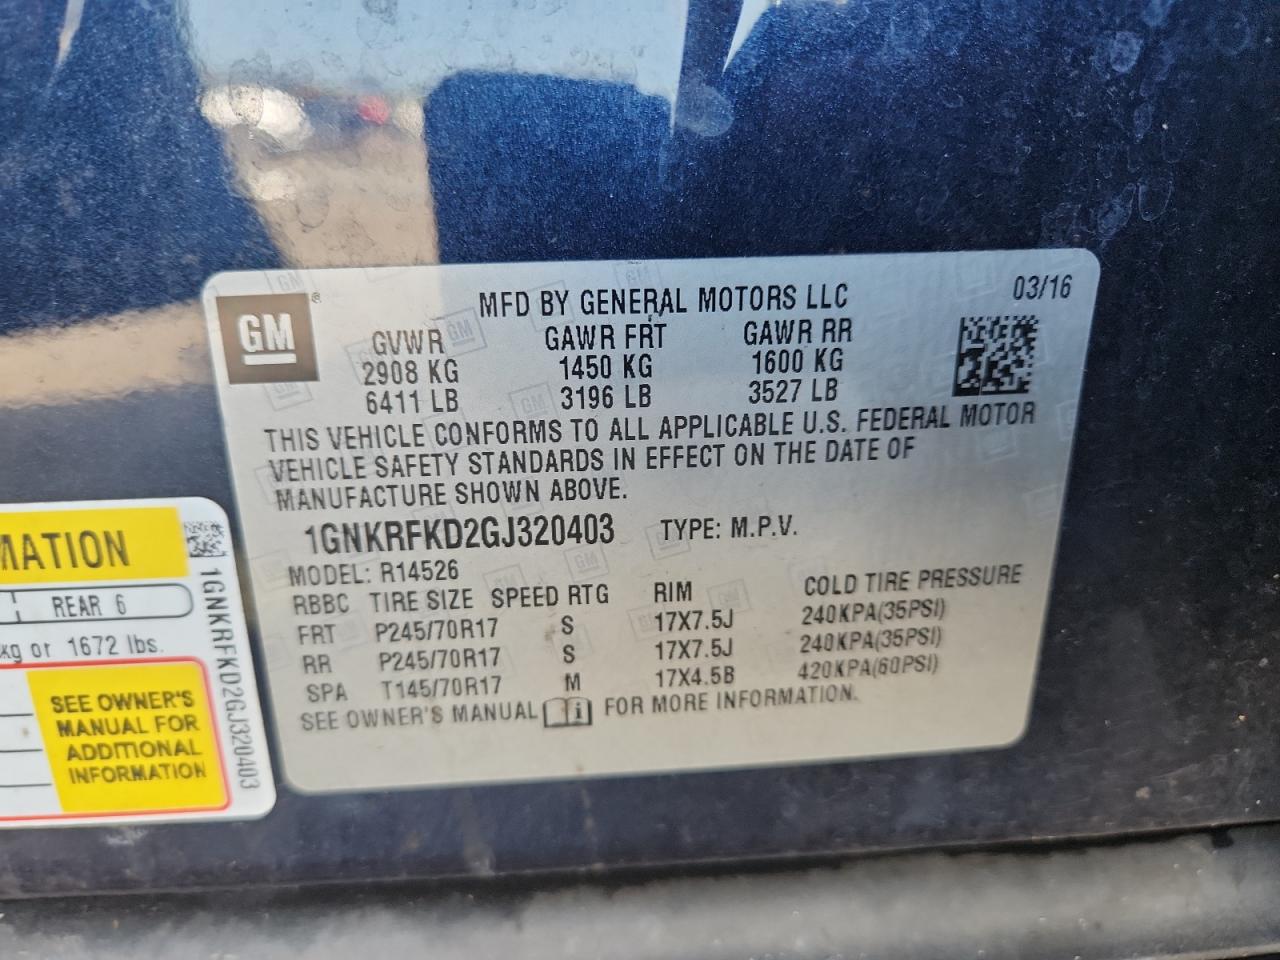 GM
MFD BY GENERAL MOTORS LLC
03/16
GVWR GAWR FRT GAWR RR
2908 KG 1450 KG 1600 KG
6411 LB 3196 LB 3527 LB
THIS VEHICLE CONFORMS TO ALL APPLICABLE U.S. FEDERAL MOTOR
VEHICLE SAFETY STANDARDS IN EFFECT ON THE DATE OF
MANUFACTURE SHOWN ABOVE.
1GNKRFKD2GJ320403 TYPE: M.P.V.
MODEL: R14526
RBBC TIRE SIZE SPEED RTG RIM COLD TIRE PRESSURE
FRT P245/70R17 S 17X7.5J 240KPA(35PSI)
RR P245/70R17 S 17X7.5J 240KPA(35PSI)
SPA T145/70R17 M 17X4.5B 420KPA(60PSI)
SEE OWNER'S MANUAL i FOR MORE INFORMATION.
MATION
REAR 6
kg or 1672 lbs.
SEE OWNER'S
MANUAL FOR
ADDITIONAL
INFORMATION
1GNKRFKD2GJ320403